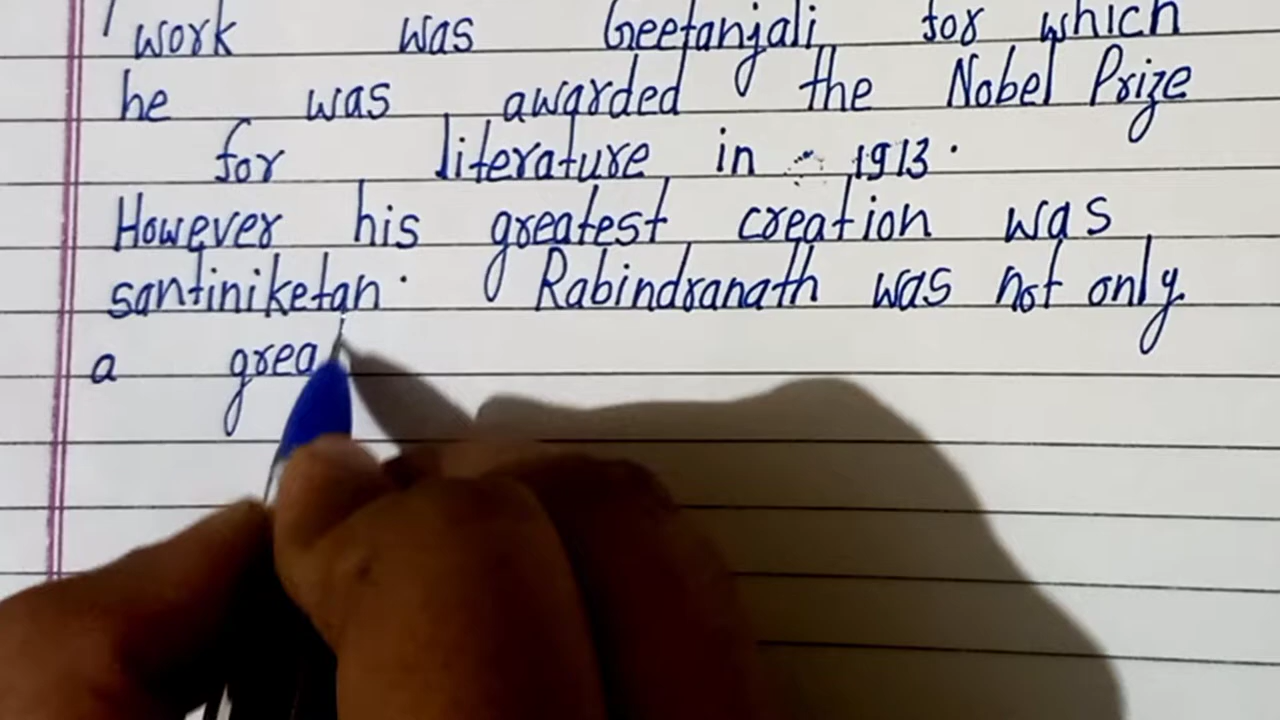 work was Geetanjali for which
he was awarded the Nobel Prize
for literature in 1913.
However his greatest creation was
santiniketan. Rabindranath was not only
a grea